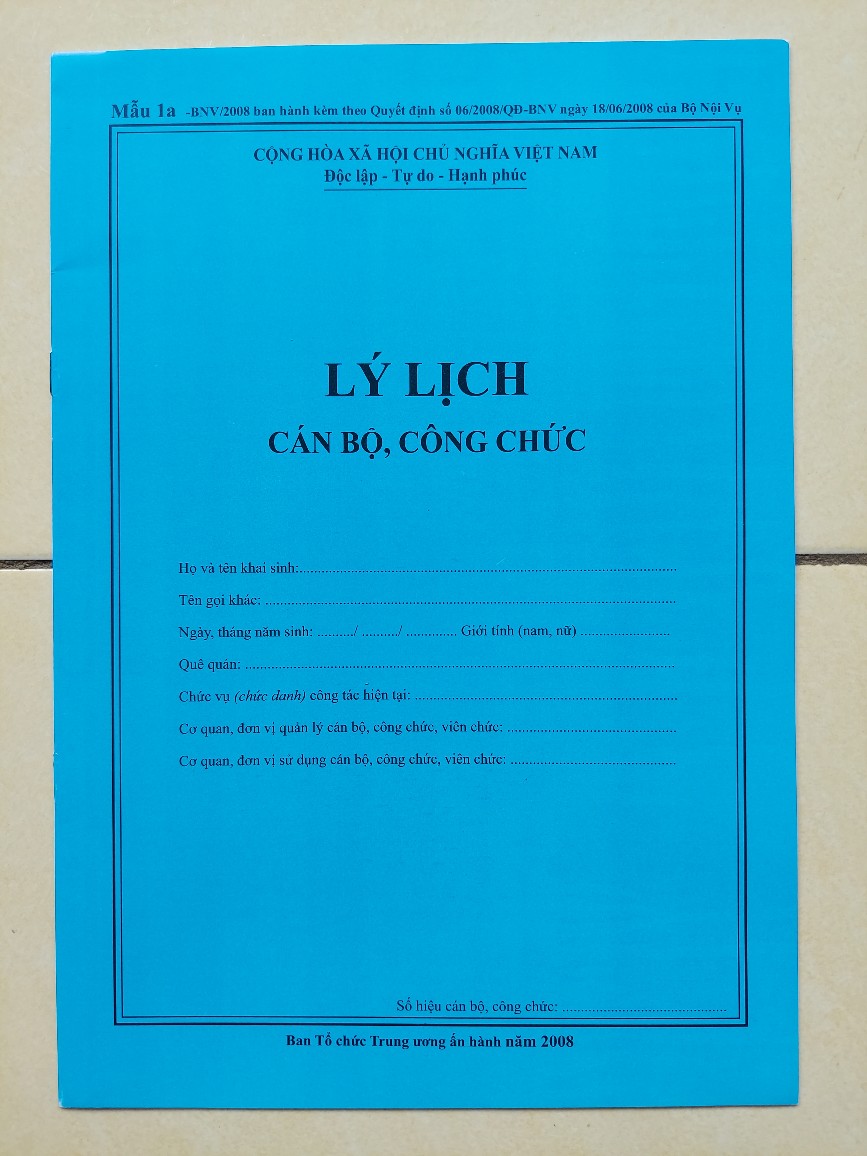 Mẫu 1a -BNV/2008 ban hành kèm theo Quyết định số 06/2008/QĐ-BNV ngày 18/06/2008 của Bộ Nội Vụ
CỘNG HÒA XÃ HỘI CHỦ NGHĨA VIỆT NAM
Độc lập - Tự do - Hạnh phúc
LÝ LỊCH
CÁN BỘ, CÔNG CHỨC
Họ và tên khai sinh:..........................................................
Tên gọi khác: ..........................................................
Ngày, tháng năm sinh: ........../ ........../ .............. Giới tính (nam, nữ) ........................
Quê quán: ..........................................................
Chức vụ (chức danh) công tác hiện tại: ..........................................................
Cơ quan, đơn vị quản lý cán bộ, công chức, viên chức: .............................................
Cơ quan, đơn vị sử dụng cán bộ, công chức, viên chức: ............................................
Số hiệu cán bộ, công chức: ............................................
Ban Tổ chức Trung ương ấn hành năm 2008